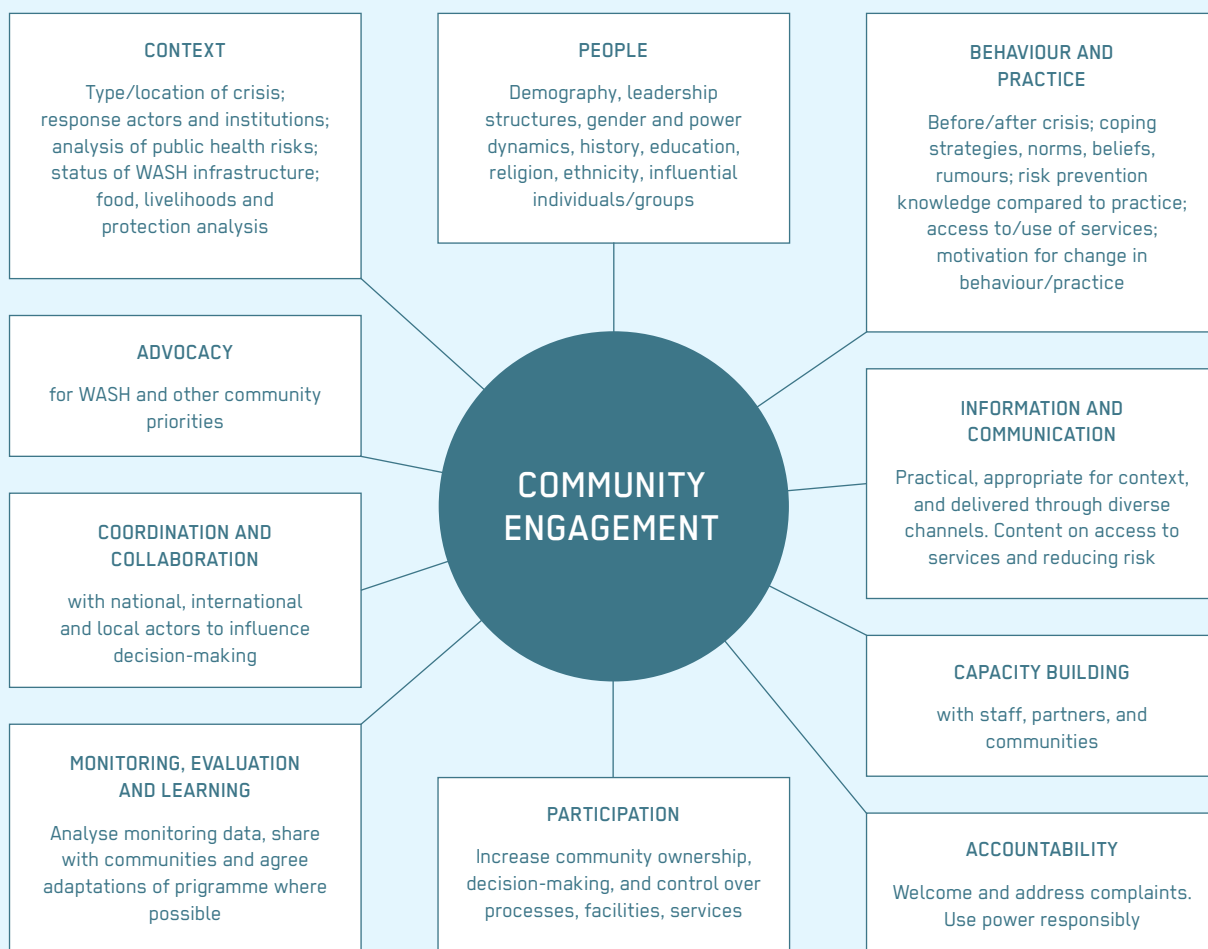 CONTEXT
Type/location of crisis;
response actors and institutions;
analysis of public health risks;
status of WASH infrastructure;
food, livelihoods and
protection analysis
PEOPLE
Demography, leadership
structures, gender and power
dynamics, history, education,
religion, ethnicity, influential
individuals/groups
BEHAVIOUR AND
PRACTICE
Before/after crisis; coping
strategies, norms, beliefs,
rumours; risk prevention
knowledge compared to practice;
access to/use of services;
motivation for change in
behaviour/practice
ADVOCACY
for WASH and other community
priorities
COMMUNITY
ENGAGEMENT
INFORMATION AND
COMMUNICATION
Practical, appropriate for context,
and delivered through diverse
channels. Content on access to
services and reducing risk
COORDINATION AND
COLLABORATION
with national, international
and local actors to influence
decision-making
CAPACITY BUILDING
with staff, partners, and
communities
MONITORING, EVALUATION
AND LEARNING
Analyse monitoring data, share
with communities and agree
adaptations of prigramme where
possible
PARTICIPATION
Increase community ownership,
decision-making, and control over
processes, facilities, services
ACCOUNTABILITY
Welcome and address complaints.
Use power responsibly